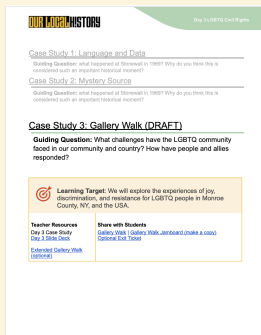 OUR LOCAL HISTORY
Day 3 LGBTQ Civil Rights
Case Study 1: Language and Data
Guiding Question: what happened at Stonewall in 1969? Why do you think this is
considered such an important historical moment?
Case Study 2: Mystery Source
Guiding Question: what happened at Stonewall in 1969? Why do you think this is
considered such an important historical moment?
Case Study 3: Gallery Walk (DRAFT)
Guiding Question: What challenges have the LGBTQ community
faced in our community and country? How have people and allies
responded?
Learning Target: We will explore the experiences of joy,
discrimination, and resistance for LGBTQ people in Monroe
County, NY, and the USA.
Teacher Resources
Day 3 Case Study
Day 3 Slide Deck
Extended Gallery Walk
(optional)
Share with Students
Gallery Walk | Gallery Walk Jamboard (make a copy)
Optional Exit Ticket